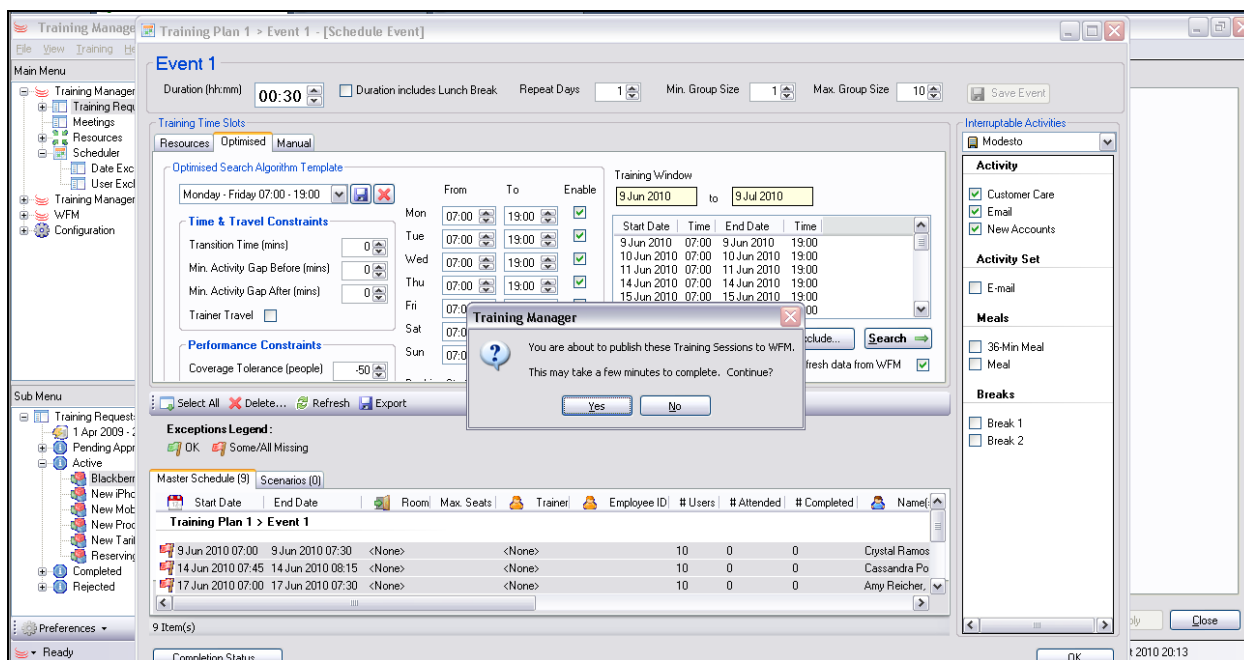 Training Manage
File View Training He
Main Menu
Training Manager
Training Requ
Meetings
Resources
Scheduler
Date Exc
User Excl
Training Manager
WFM
Configuration
Sub Menu
Training Requests
1 Apr 2009 - 2
Pending Appr
Active
Blackberr
New iPho
New Mob
New Proc
New Tarif
Reserving
Completed
Rejected
Preferences
Ready
Training Plan 1 > Event 1 - [Schedule Event]
Event 1
Duration (hh:mm) 00:30 Duration includes Lunch Break Repeat Days 1 Min. Group Size 1 Max. Group Size 10 Save Event
Training Time Slots
Resources Optimised Manual
Optimised Search Algorithm Template
Monday - Friday 07:00 - 19:00
Time & Travel Constraints
Transition Time (mins) 0
Min. Activity Gap Before (mins) 0
Min. Activity Gap After (mins) 0
Trainer Travel
Performance Constraints
Coverage Tolerance (people) -50
From To Enable
Mon 07:00 19:00
Tue 07:00 19:00
Wed 07:00 19:00
Thu 07:00 19:00
Fri 07:0
Sat 07:0
Sun 07:0
Training Window
9 Jun 2010 to 9 Jul 2010
Start Date Time End Date Time
9 Jun 2010 07:00 9 Jun 2010 19:00
10 Jun 2010 07:00 10 Jun 2010 19:00
11 Jun 2010 07:00 11 Jun 2010 19:00
14 Jun 2010 07:00 14 Jun 2010 19:00
15 Jun 2010 07:00 15 Jun 2010 19:00
:00
clude... Search
fresh data from WFM
Training Manager
You are about to publish these Training Sessions to WFM.
This may take a few minutes to complete. Continue?
Yes No
Select All Delete... Refresh Export
Exceptions Legend :
OK Some/All Missing
Master Schedule (9) Scenarios (0)
Start Date End Date Room Max. Seats Trainer Employee ID # Users # Attended # Completed Name(:
Training Plan 1 > Event 1
9 Jun 2010 07:00 9 Jun 2010 07:30 <None> <None> 10 0 0 Crystal Ramos
14 Jun 2010 07:45 14 Jun 2010 08:15 <None> <None> 10 0 0 Cassandra Po
17 Jun 2010 07:00 17 Jun 2010 07:30 <None> <None> 10 0 0 Amy Reicher,
9 Item(s)
Completion Status OK
Interruptable Activities
Modesto
Activity
Customer Care
Email
New Accounts
Activity Set
E-mail
Meals
36-Min Meal
Meal
Breaks
Break 1
Break 2
ly Close
t 2010 20:13